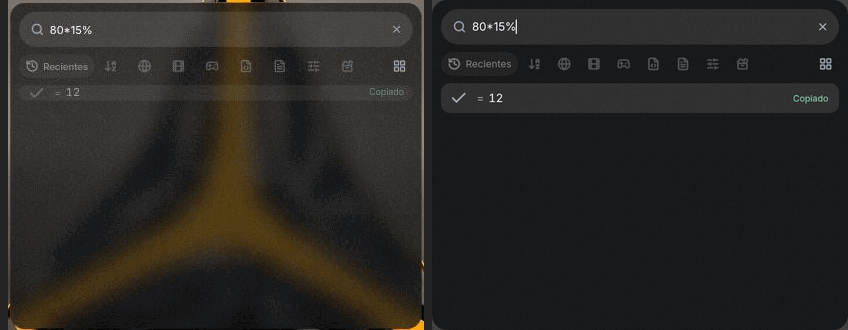 80*15%
Recientes
= 12
Copiado
80*15%
Recientes
= 12
Copiado